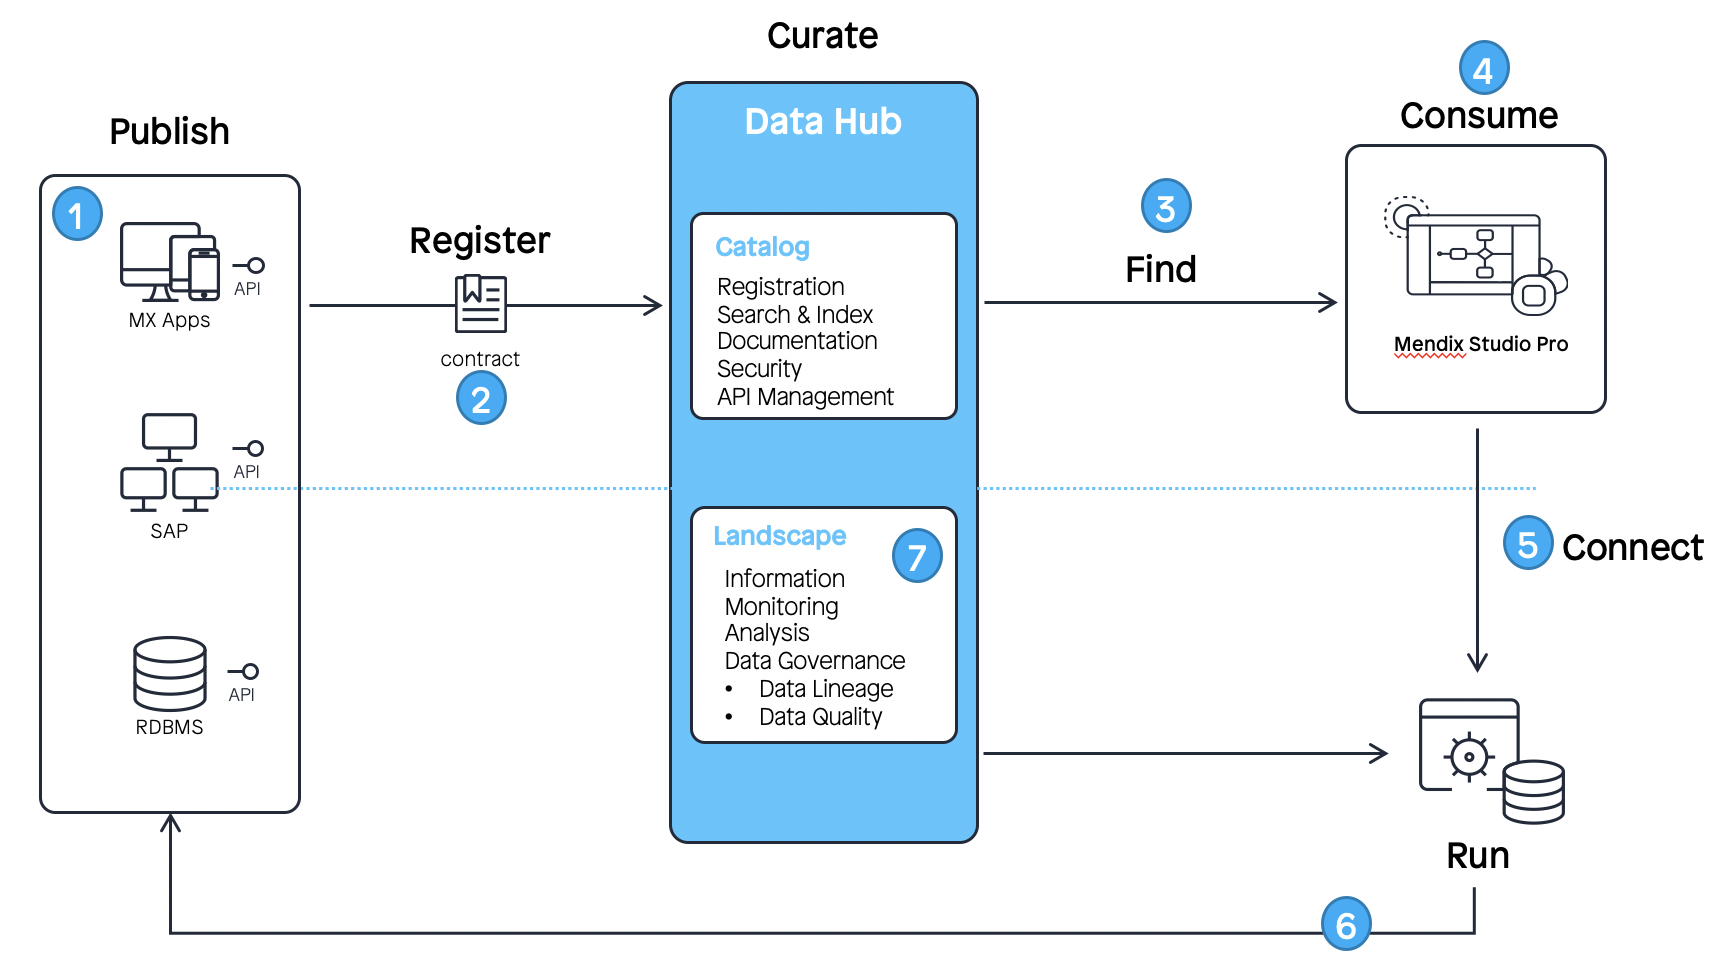 Curate
4
Consume
Publish
Data Hub
1
API
MX Apps
Register
contract
2
Catalog
Registration
Search & Index
Documentation
Security
API Management
3
Find
Mendix Studio Pro
API
SAP
Landscape
7
Information
Monitoring
Analysis
Data Governance
• Data Lineage
• Data Quality
5 Connect
API
RDBMS
Run
6